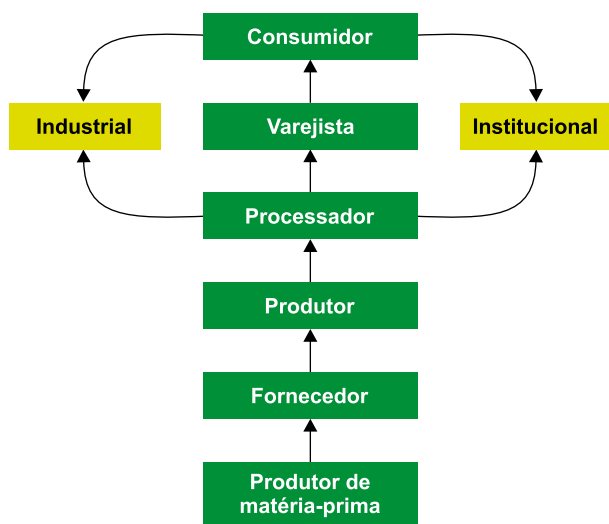 Consumidor
Industrial
Varejista
Institucional
Processador
Produtor
Fornecedor
Produtor de
matéria-prima